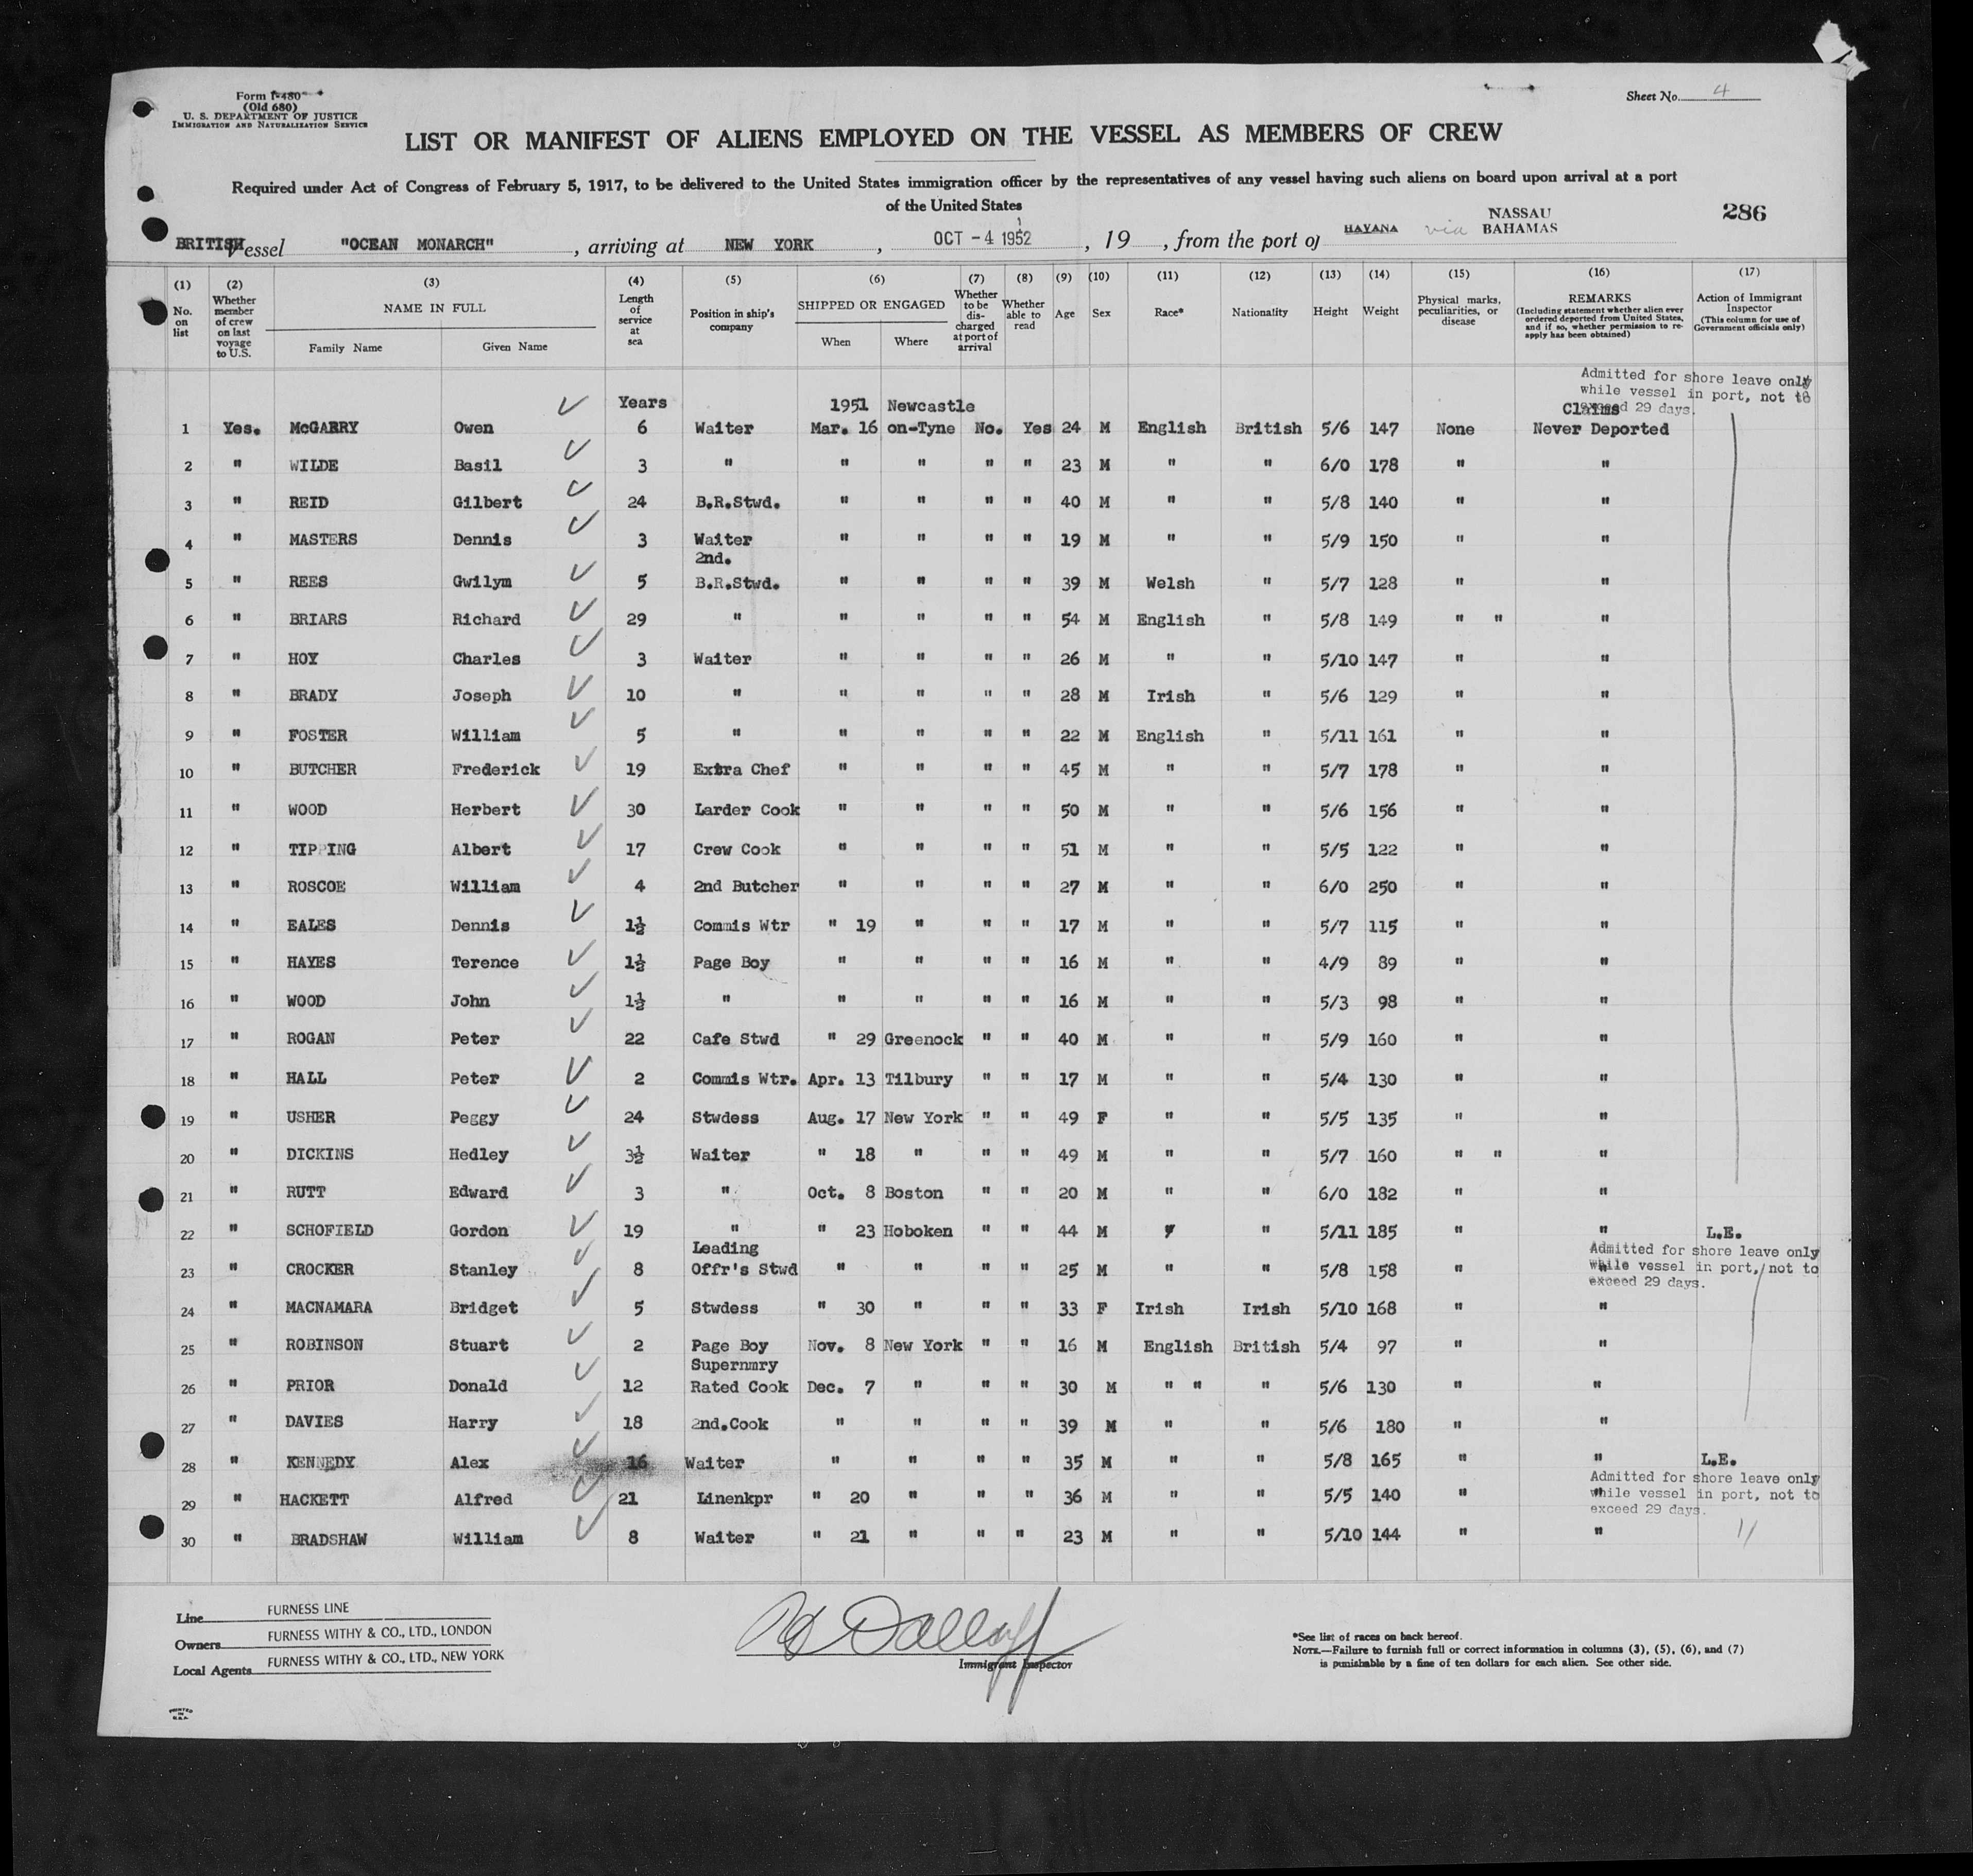 Form I-480
(Old 680)
U. S. DEPARTMENT OF JUSTICE
IMMIGRATION AND NATURALIZATION SERVICE
Sheet No. 4
LIST OR MANIFEST OF ALIENS EMPLOYED ON THE VESSEL AS MEMBERS OF CREW
Required under Act of Congress of February 5, 1917, to be delivered to the United States immigration officer by the representatives of any vessel having such aliens on board upon arrival at a port
of the United States
286
BRITISH Vessel "OCEAN MONARCH", arriving at NEW YORK, OCT - 4 1952, 19 , from the port of HAVANA via NASSAU BAHAMAS
(1) (2) (3) (4) (5) (6) (7) (8) (9) (10) (11) (12) (13) (14) (15) (16) (17)
No. on list
Whether member of crew on last voyage to U.S.
NAME IN FULL
Family Name Given Name
Length of service at sea
Position in ship's company
SHIPPED OR ENGAGED
When Where
Whether to be discharged at port of arrival
Whether able to read
Age Sex Race* Nationality Height Weight
Physical marks, peculiarities, or disease
REMARKS
(Including statement whether alien ever ordered deported from United States, and if so, whether permission to re-apply has been obtained)
Action of Immigrant Inspector
(This column for use of Government officials only)
Admitted for shore leave only
while vessel in port, not to
exceed 29 days.
Years 1951 Newcastle Claims
1 Yes. McGARRY Owen 6 Waiter Mar. 16 on-Tyne No. Yes 24 M English British 5/6 147 None Never Deported
2 " WILDE Basil 3 " " " " " 23 M " " 6/0 178 " "
3 " REID Gilbert 24 B.R.Stwd. " " " " 40 M " " 5/8 140 " "
4 " MASTERS Dennis 3 Waiter " " " " 19 M " " 5/9 150 " "
2nd.
5 " REES Gwilym 5 B.R.Stwd. " " " " 39 M Welsh " 5/7 128 " "
6 " BRIARS Richard 29 " " " " " 54 M English " 5/8 149 " " "
7 " HOY Charles 3 Waiter " " " " 26 M " " 5/10 147 " "
8 " BRADY Joseph 10 " " " " " 28 M Irish " 5/6 129 " "
9 " FOSTER William 5 " " " " " 22 M English " 5/11 161 " "
10 " BUTCHER Frederick 19 Extra Chef " " " " 45 M " " 5/7 178 " "
11 " WOOD Herbert 30 Larder Cook " " " " 50 M " " 5/6 156 " "
12 " TIPPING Albert 17 Crew Cook " " " " 51 M " " 5/5 122 " "
13 " ROSCOE William 4 2nd Butcher " " " " 27 M " " 6/0 250 " "
14 " EALES Dennis 1½ Commis Wtr " 19 " " " 17 M " " 5/7 115 " "
15 " HAYES Terence 1½ Page Boy " " " " 16 M " " 4/9 89 " "
16 " WOOD John 1½ " " " " " 16 M " " 5/3 98 " "
17 " ROGAN Peter 22 Cafe Stwd " 29 Greenock " " 40 M " " 5/9 160 " "
18 " HALL Peter 2 Commis Wtr. Apr. 13 Tilbury " " 17 M " " 5/4 130 " "
19 " USHER Peggy 24 Stwdess Aug. 17 New York " " 49 F " " 5/5 135 " "
20 " DICKINS Hedley 3½ Waiter " 18 " " " 49 M " " 5/7 160 " " "
21 " RUTT Edward 3 " Oct. 8 Boston " " 20 M " " 6/0 182 " "
22 " SCHOFIELD Gordon 19 " " 23 Hoboken " " 44 M " " 5/11 185 " " L.E.
Leading Admitted for shore leave only
23 " CROCKER Stanley 8 Offr's Stwd " " " " 25 M " " 5/8 158 " " while vessel in port, not to
exceed 29 days.
24 " MACNAMARA Bridget 5 Stwdess " 30 " " " 33 F Irish Irish 5/10 168 " "
25 " ROBINSON Stuart 2 Page Boy Nov. 8 New York " " 16 M English British 5/4 97 " "
Supernmry
26 " PRIOR Donald 12 Rated Cook Dec. 7 " " " 30 M " " " 5/6 130 " "
27 " DAVIES Harry 18 2nd.Cook " " " " 39 M " " 5/6 180 " "
28 " KENNEDY Alex 16 Waiter " " " " 35 M " " 5/8 165 " " L.E.
Admitted for shore leave only
29 " HACKETT Alfred 21 Linenkpr " 20 " " " 36 M " " 5/5 140 " " while vessel in port, not to
exceed 29 days.
30 " BRADSHAW William 8 Waiter " 21 " " " 23 M " " 5/10 144 " "
Line FURNESS LINE
Owners FURNESS WITHY & CO., LTD., LONDON
Local Agents FURNESS WITHY & CO., LTD., NEW YORK
Immigrant Inspector
*See list of races on back hereof.
NOTE.—Failure to furnish full or correct information in columns (3), (5), (6), and (7)
is punishable by a fine of ten dollars for each alien. See other side.
PRINTED IN U.S.A.